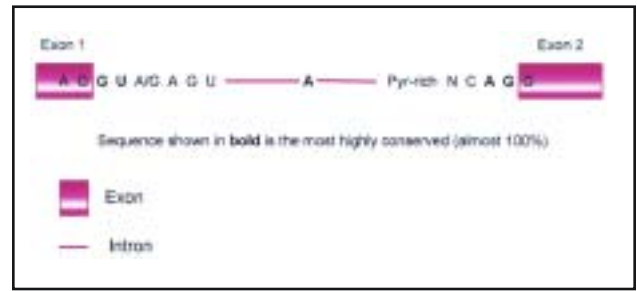 Exon 1 Exon 2
A G G U A/G A G U A Pyr-rich N C A G G
Sequence shown in bold is the most highly conserved (almost 100%)
Exon
Intron